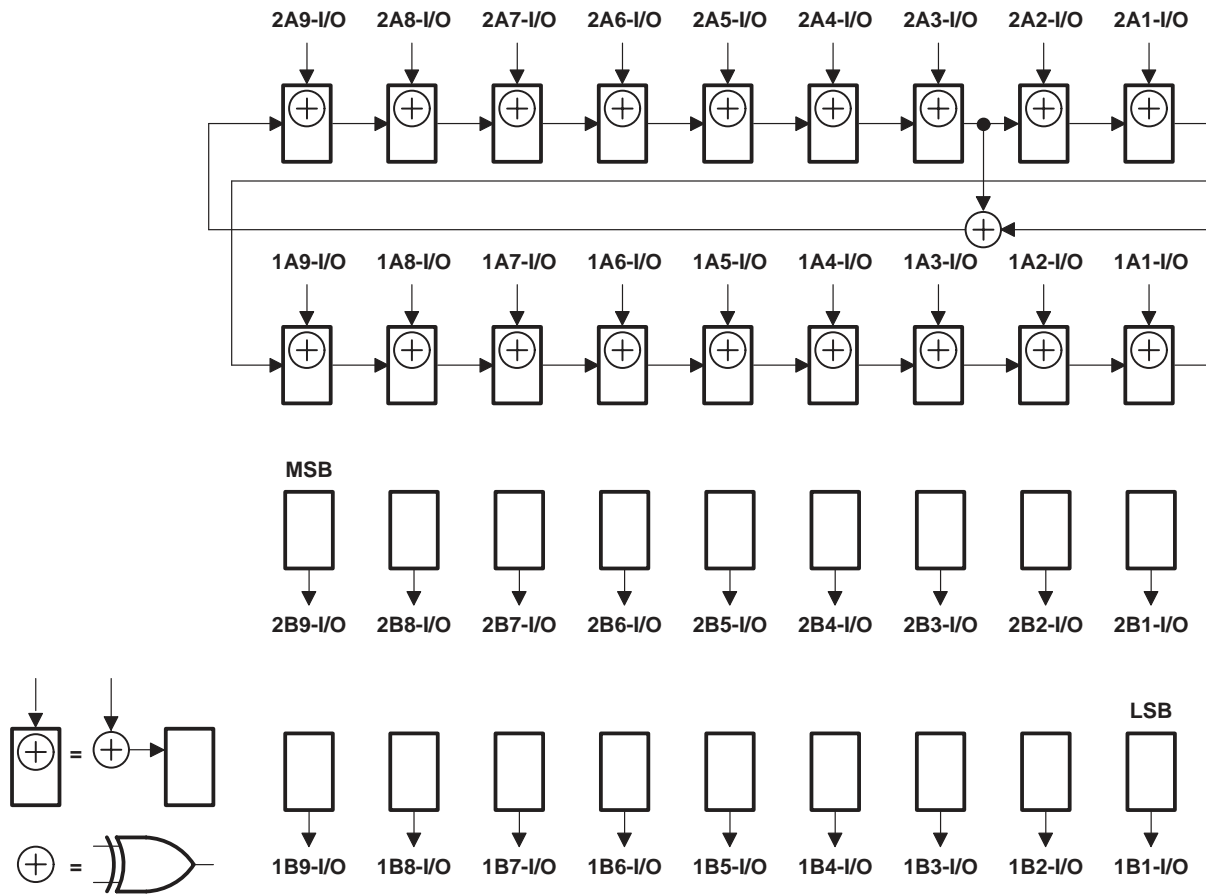 2A9-I/O 2A8-I/O 2A7-I/O 2A6-I/O 2A5-I/O 2A4-I/O 2A3-I/O 2A2-I/O 2A1-I/O
1A9-I/O 1A8-I/O 1A7-I/O 1A6-I/O 1A5-I/O 1A4-I/O 1A3-I/O 1A2-I/O 1A1-I/O
MSB
2B9-I/O 2B8-I/O 2B7-I/O 2B6-I/O 2B5-I/O 2B4-I/O 2B3-I/O 2B2-I/O 2B1-I/O
LSB
=
=
1B9-I/O 1B8-I/O 1B7-I/O 1B6-I/O 1B5-I/O 1B4-I/O 1B3-I/O 1B2-I/O 1B1-I/O